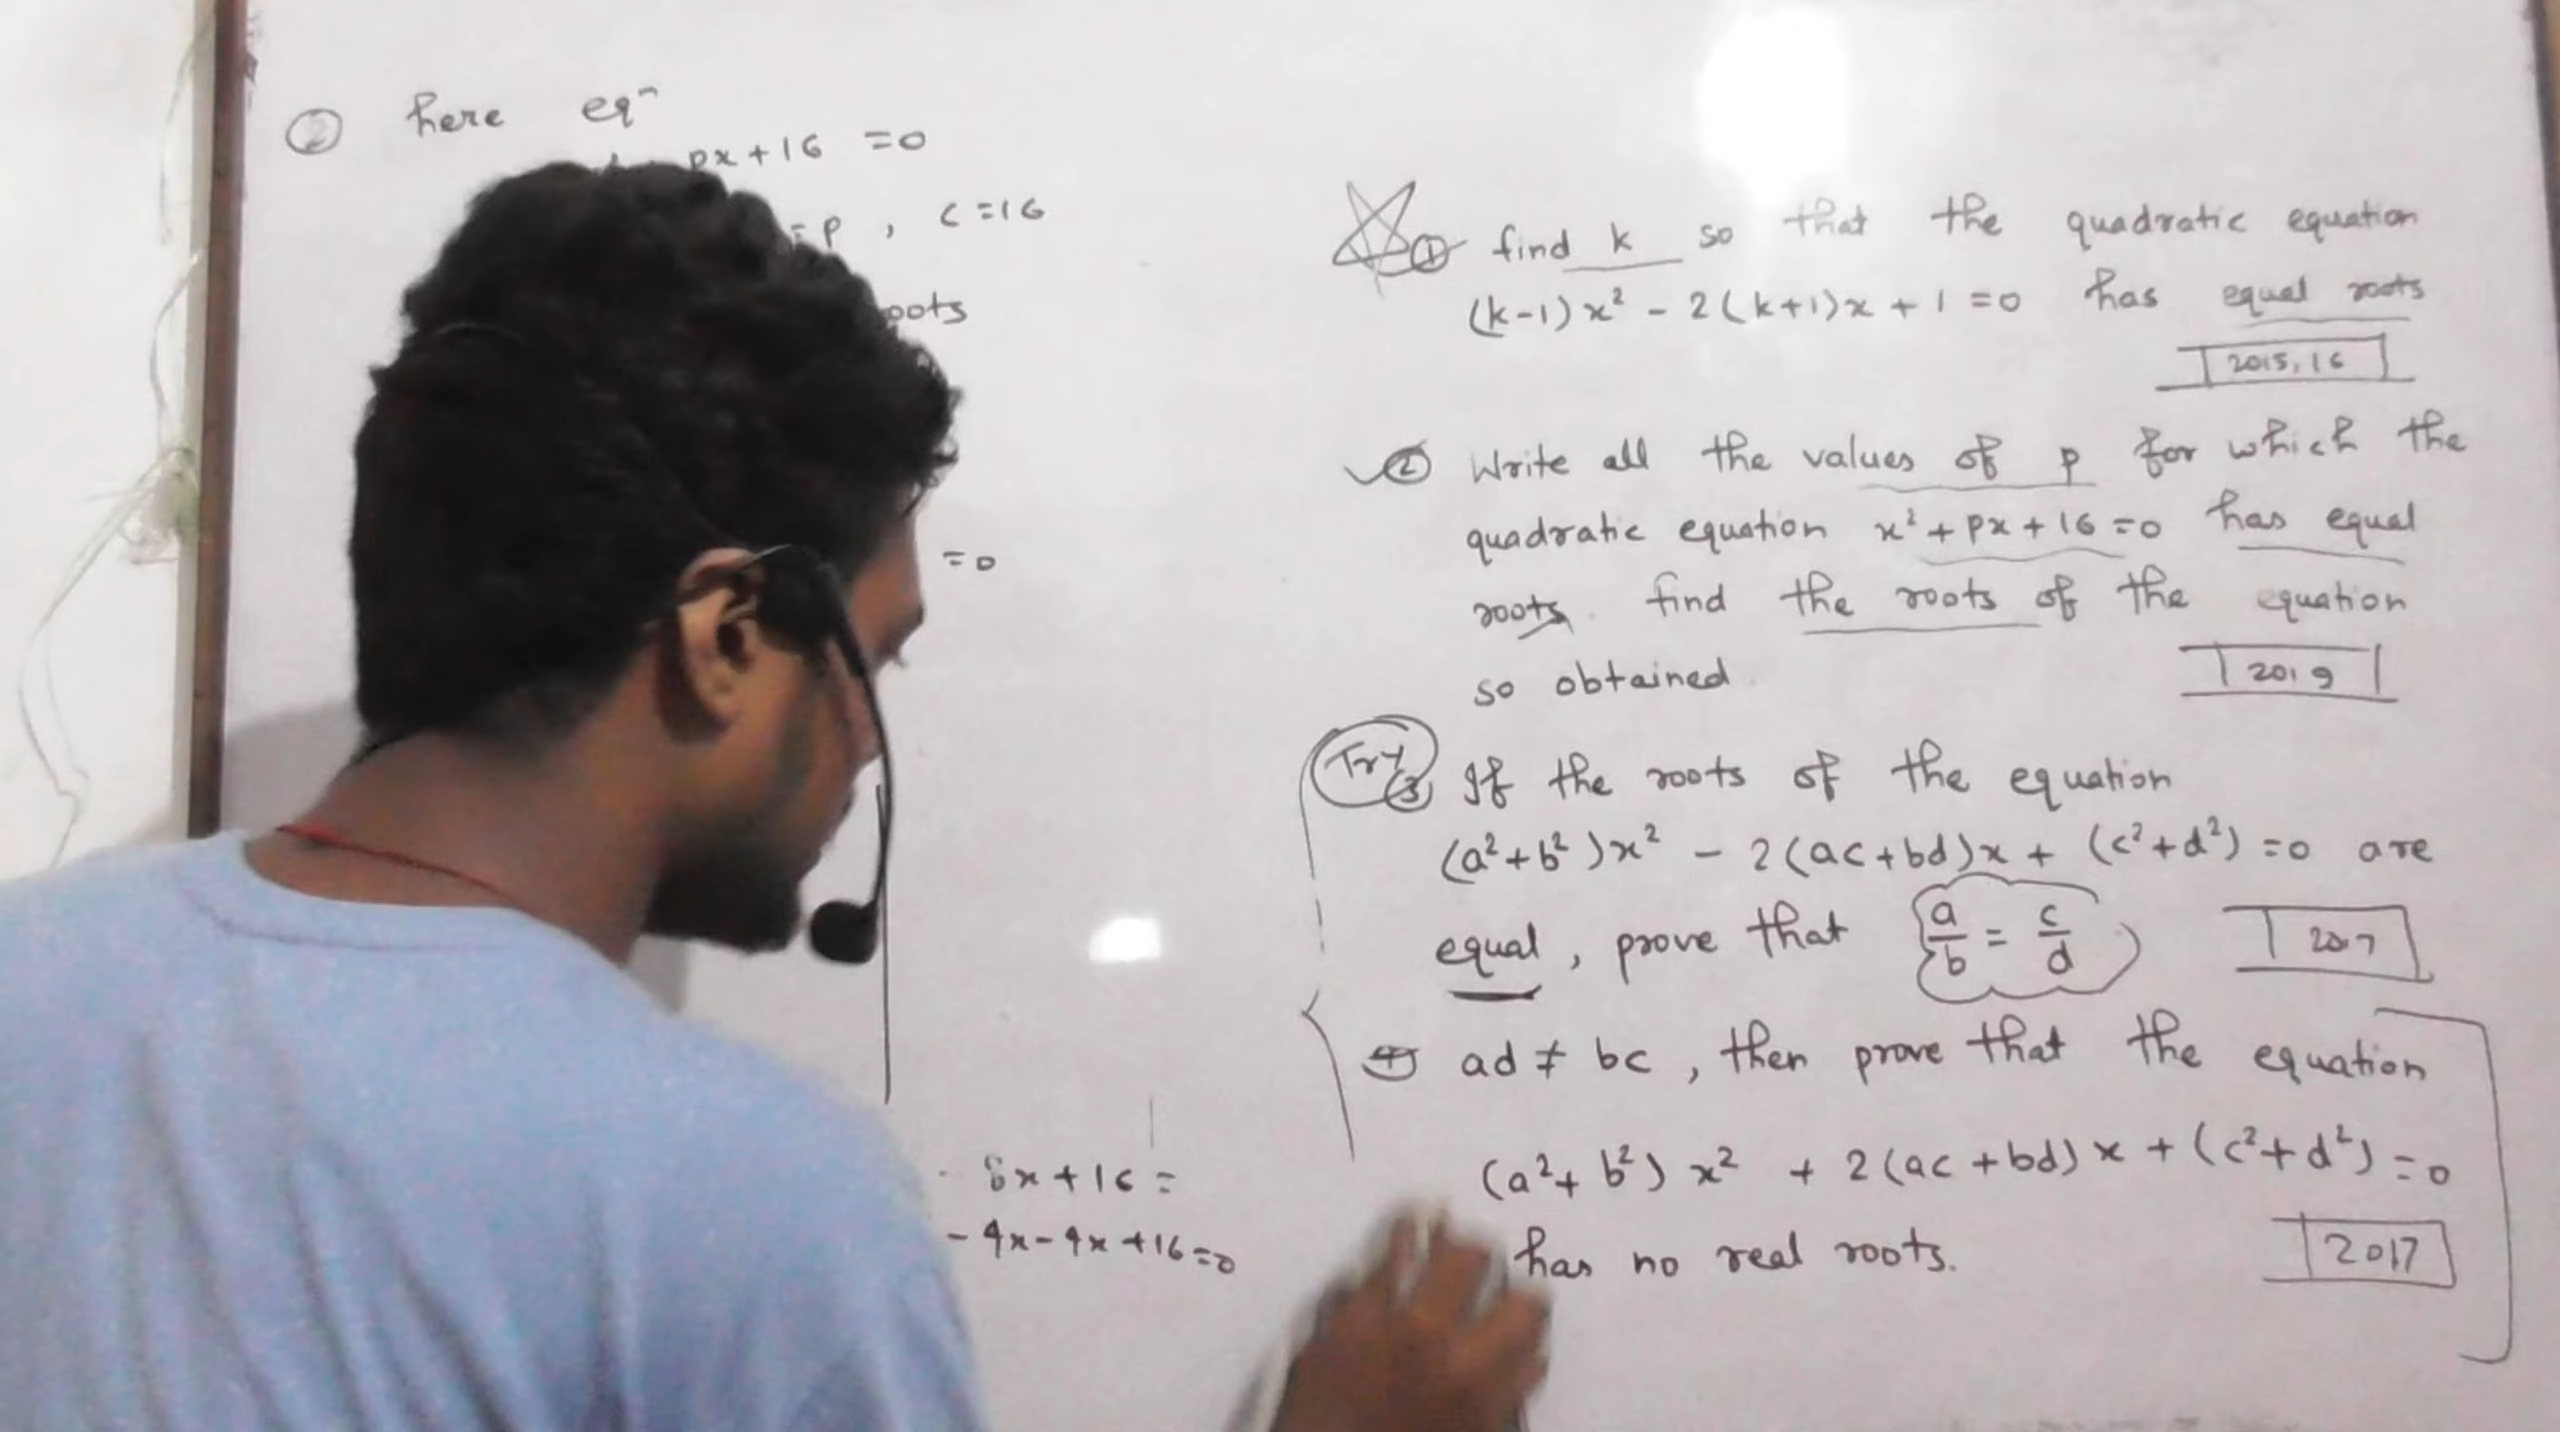 ② here eqⁿ
px + 16 = 0
= p , c = 16
oots
= 0
8x + 16 =
- 4x - 4x + 16 = 0
① find k so that the quadratic equation
(k-1)x² - 2(k+1)x + 1 = 0 has equal roots
2015, 16
② Write all the values of p for which the
quadratic equation x² + px + 16 = 0 has equal
roots. find the roots of the equation
so obtained
2019
Try
③ If the roots of the equation
(a² + b²)x² - 2(ac + bd)x + (c² + d²) = 0 are
equal, prove that a/b = c/d
2017
④ ad ≠ bc, then prove that the equation
(a² + b²)x² + 2(ac + bd)x + (c² + d²) = 0
has no real roots.
2017